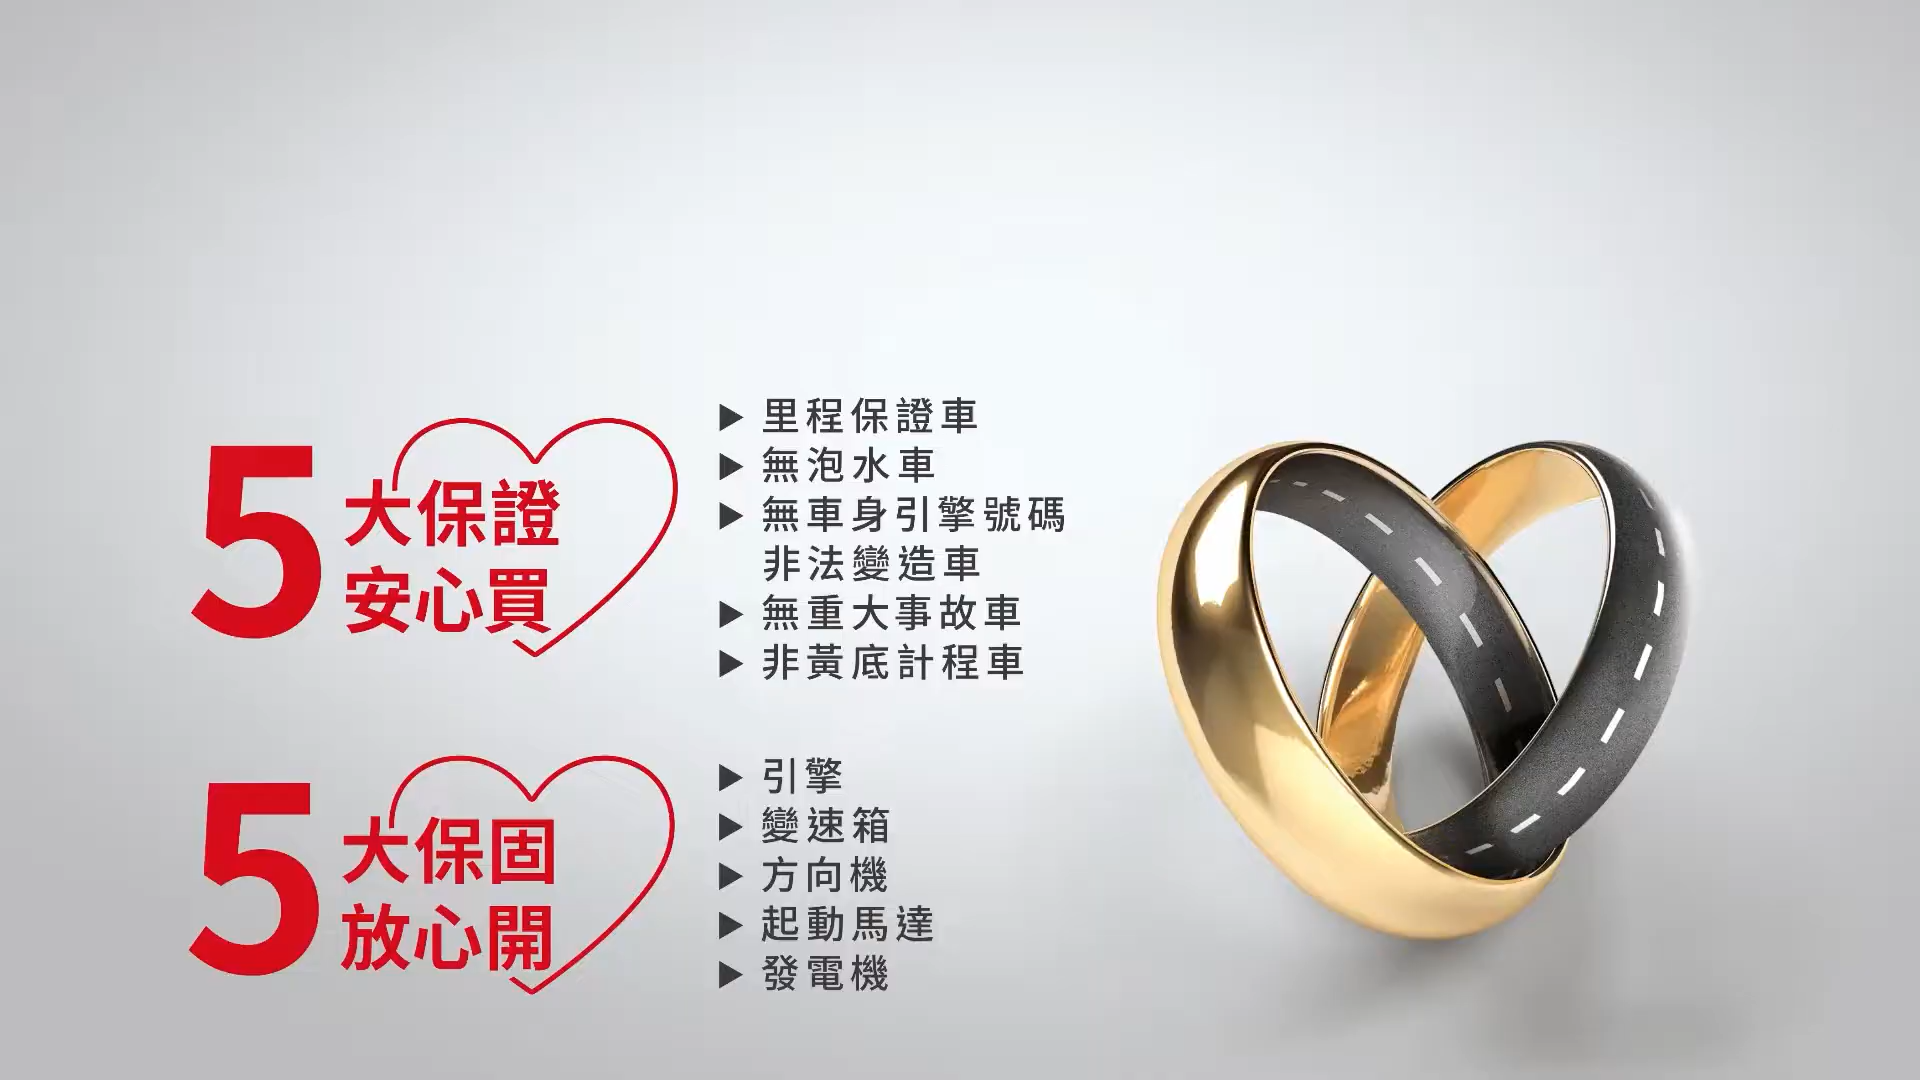 5大保證
安心買
▶ 里程保證車
▶ 無泡水車
▶ 無車身引擎號碼
非法變造車
▶ 無重大事故車
▶ 非黃底計程車
5大保固
放心開
▶ 引擎
▶ 變速箱
▶ 方向機
▶ 起動馬達
▶ 發電機